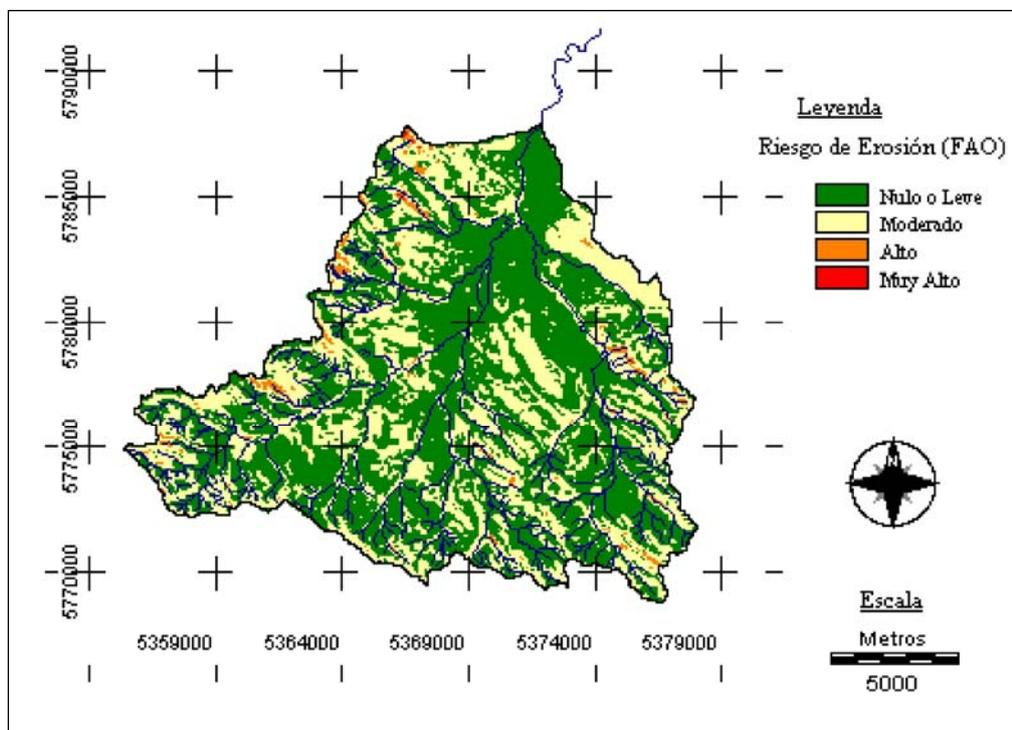 5790000
5785000
5780000
5775000
5770000
5359000 5364000 5369000 5374000 5379000
Leyenda
Riesgo de Erosión (FAO)
Nulo o Leve
Moderado
Alto
Muy Alto
N
Escala
Metros
5000